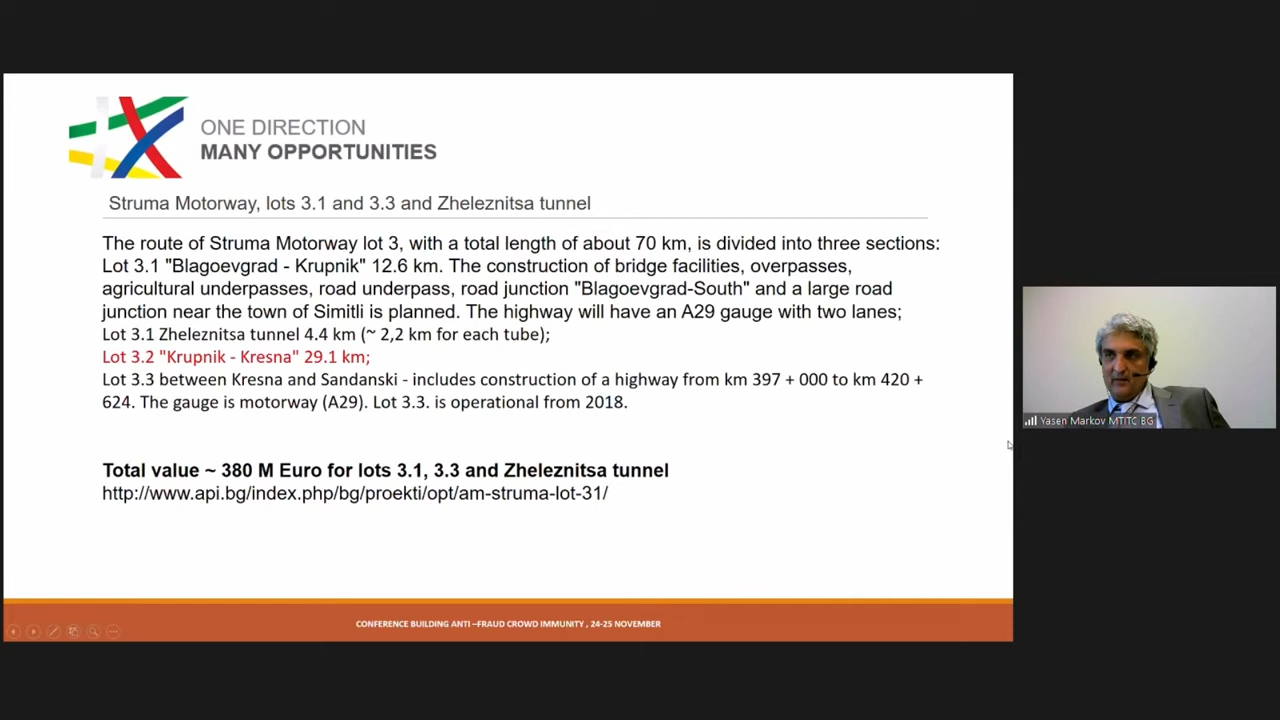 ONE DIRECTION
MANY OPPORTUNITIES
Struma Motorway, lots 3.1 and 3.3 and Zheleznitsa tunnel
The route of Struma Motorway lot 3, with a total length of about 70 km, is divided into three sections:
Lot 3.1 "Blagoevgrad - Krupnik" 12.6 km. The construction of bridge facilities, overpasses,
agricultural underpasses, road underpass, road junction "Blagoevgrad-South" and a large road
junction near the town of Simitli is planned. The highway will have an A29 gauge with two lanes;
Lot 3.1 Zheleznitsa tunnel 4.4 km (~ 2,2 km for each tube);
Lot 3.2 "Krupnik - Kresna" 29.1 km;
Lot 3.3 between Kresna and Sandanski - includes construction of a highway from km 397 + 000 to km 420 +
624. The gauge is motorway (A29). Lot 3.3. is operational from 2018.
Total value ~ 380 M Euro for lots 3.1, 3.3 and Zheleznitsa tunnel
http://www.api.bg/index.php/bg/proekti/opt/am-struma-lot-31/
CONFERENCE BUILDING ANTI –FRAUD CROWD IMMUNITY , 24-25 NOVEMBER
Yasen Markov MTITC BG